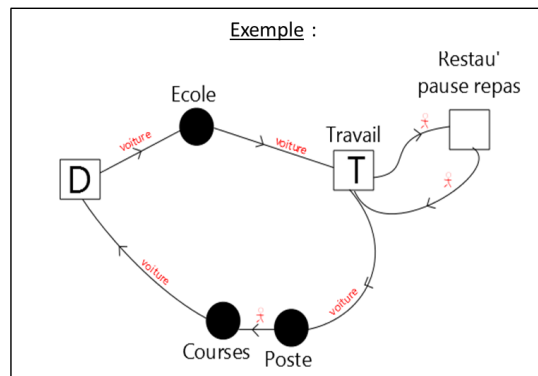 Exemple :
Restau'
pause repas
Ecole
Travail
voiture
voiture
T
D
voiture
voiture
Courses
Poste